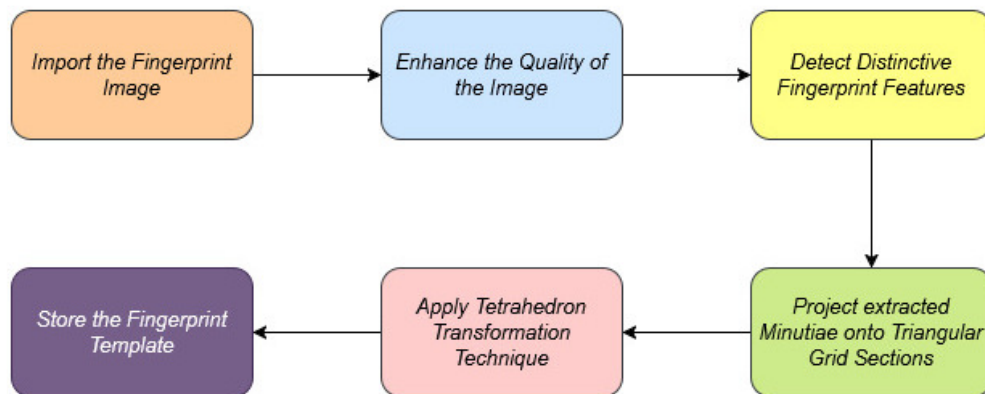 Import the Fingerprint
Image
Enhance the Quality of
the Image
Detect Distinctive
Fingerprint Features
Project extracted
Minutiae onto Triangular
Grid Sections
Apply Tetrahedron
Transformation
Technique
Store the Fingerprint
Template